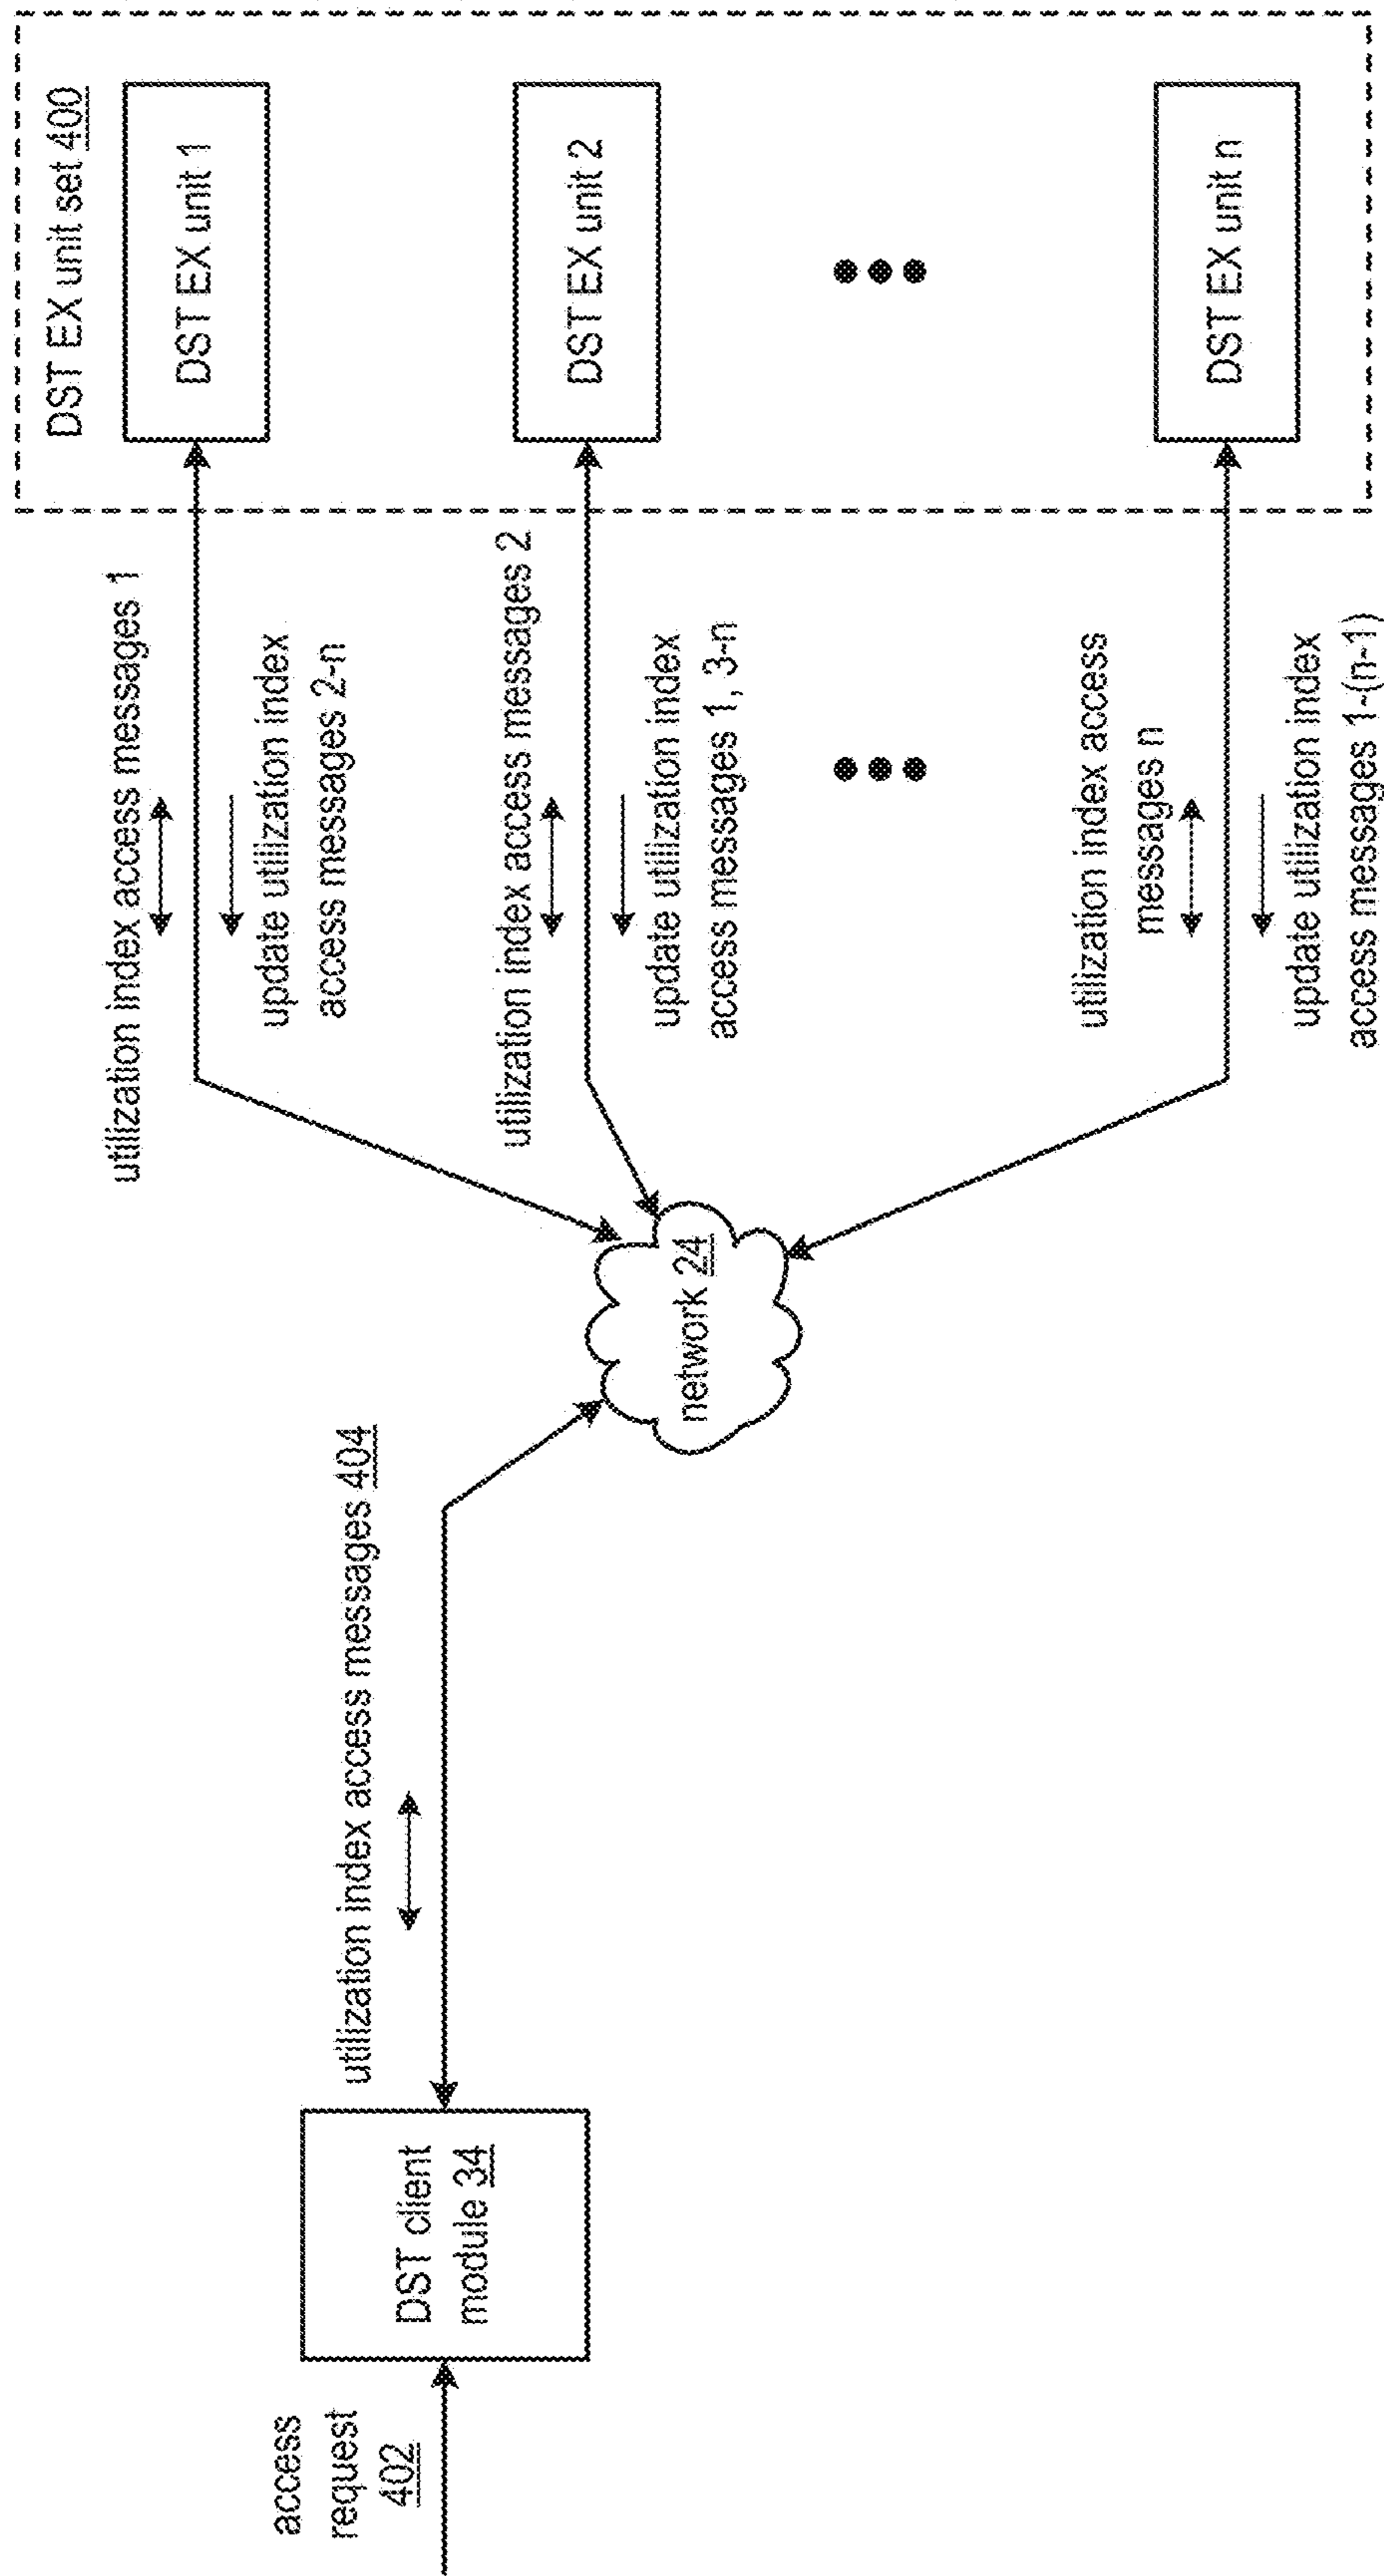 access
request
402
DST client
module 34
utilization index access messages 404
network 24
utilization index access messages 1
update utilization index
access messages 2-n
utilization index access messages 2
update utilization index
access messages 1, 3-n
utilization index access
messages n
update utilization index
access messages 1-(n-1)
DST EX unit set 400
DST EX unit 1
DST EX unit 2
DST EX unit n